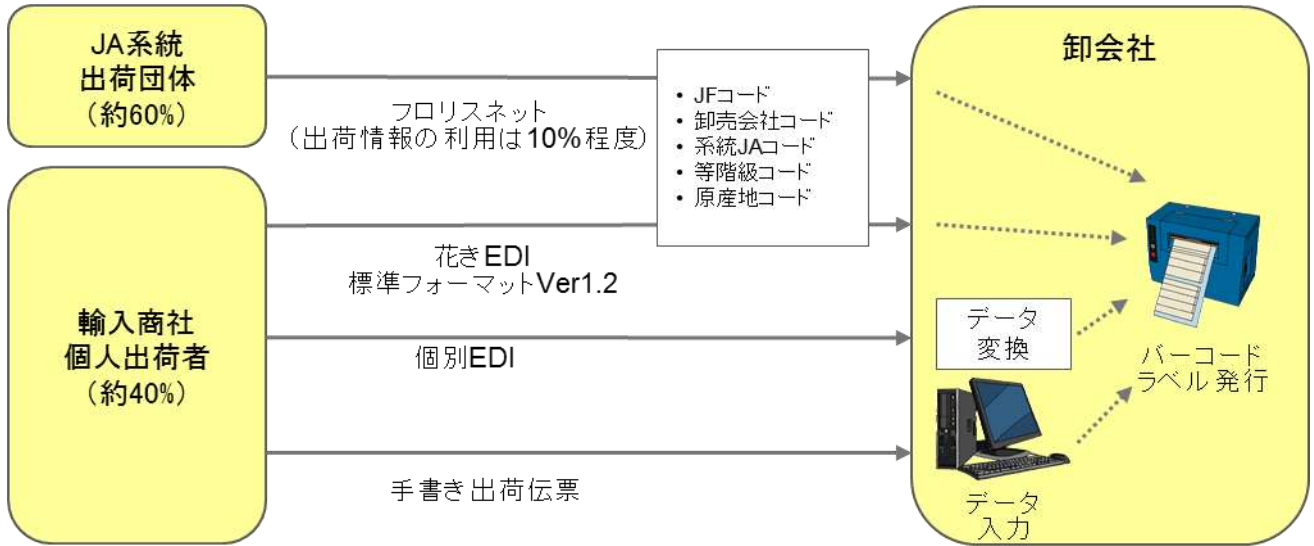 JA系統
出荷団体
（約60%）
フロリスネット
（出荷情報の利用は10%程度）
• JFコード
• 卸売会社コード
• 系統JAコード
• 等階級コード
• 原産地コード
輸入商社
個人出荷者
（約40%）
花きEDI
標準フォーマットVer1.2
個別EDI
手書き出荷伝票
卸会社
データ
変換
バーコード
ラベル発行
データ
入力